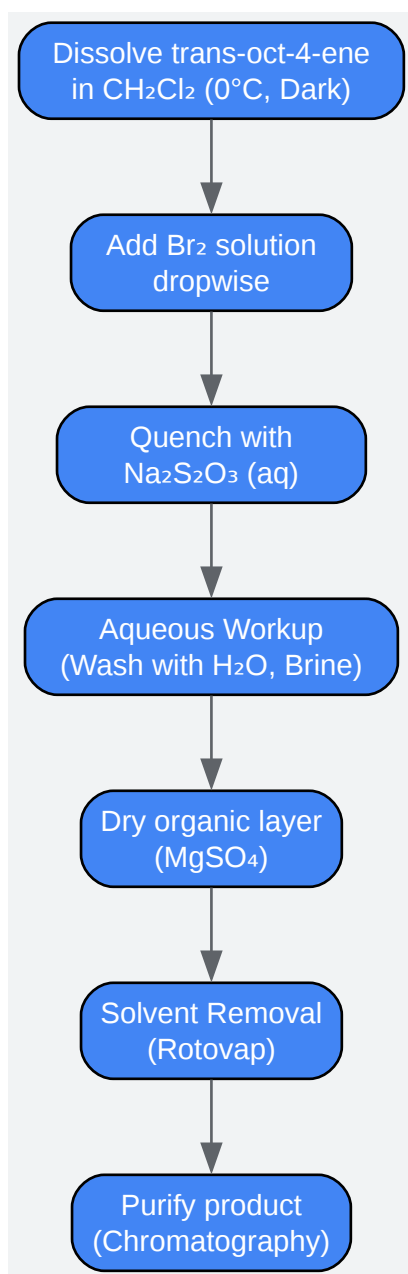 Dissolve trans-oct-4-ene
in CH₂Cl₂ (0°C, Dark)
Add Br₂ solution
dropwise
Quench with
Na₂S₂O₃ (aq)
Aqueous Workup
(Wash with H₂O, Brine)
Dry organic layer
(MgSO₄)
Solvent Removal
(Rotovap)
Purify product
(Chromatography)